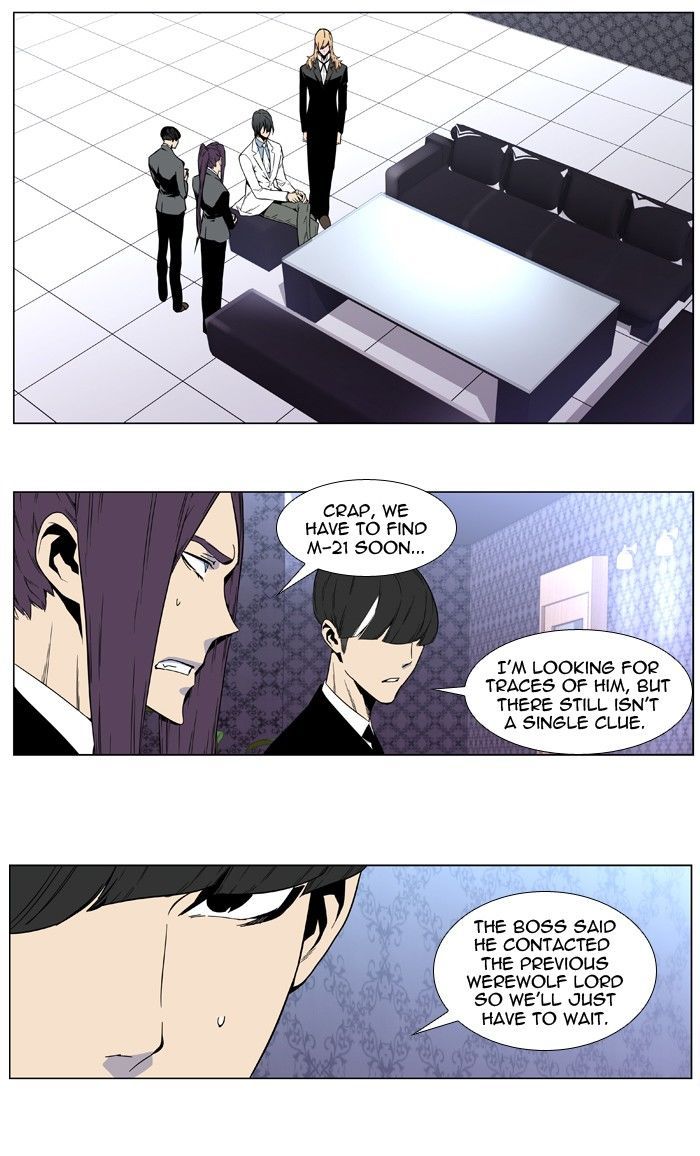 CRAP, WE
HAVE TO FIND
M-21 SOON...
I'M LOOKING FOR
TRACES OF HIM, BUT
THERE STILL ISN'T
A SINGLE CLUE.
THE BOSS SAID
HE CONTACTED
THE PREVIOUS
WEREWOLF LORD
SO WE'LL JUST
HAVE TO WAIT.